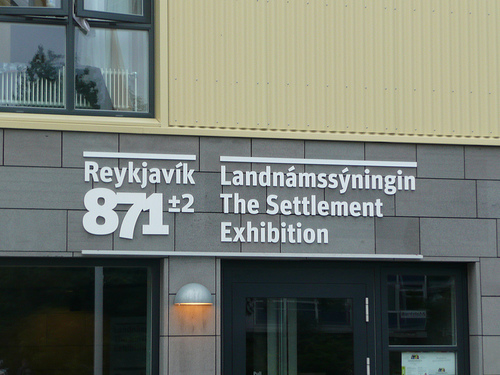 Reykjavík
871±2
Landnámssýningin
The Settlement
Exhibition